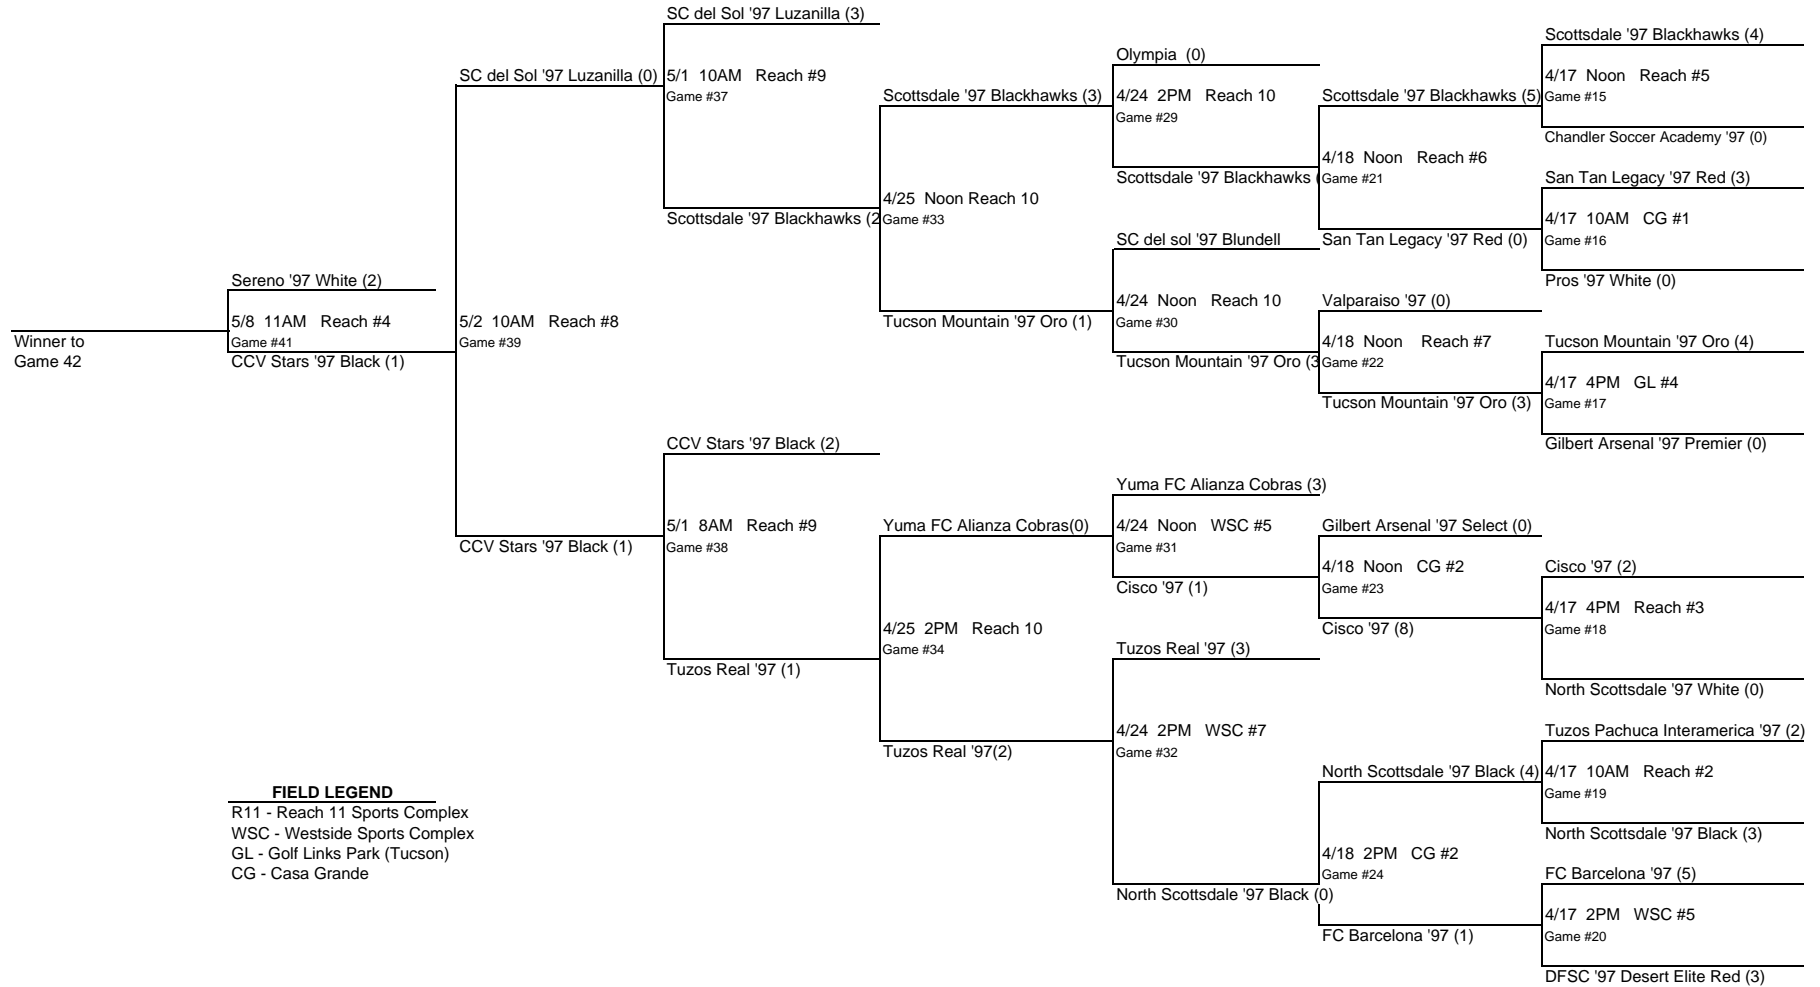 SC del Sol '97 Luzanilla (3)
5/1 10AM Reach #9
Game #37
Scottsdale '97 Blackhawks (2
SC del Sol '97 Luzanilla (0)
5/2 10AM Reach #8
Game #39
CCV Stars '97 Black (1)
Sereno '97 White (2)
5/8 11AM Reach #4
Game #41
CCV Stars '97 Black (1)
Winner to
Game 42
CCV Stars '97 Black (2)
5/1 8AM Reach #9
Game #38
Tuzos Real '97 (1)
Scottsdale '97 Blackhawks (3)
4/25 Noon Reach 10
Game #33
Tucson Mountain '97 Oro (1)
Yuma FC Alianza Cobras(0)
4/25 2PM Reach 10
Game #34
Tuzos Real '97(2)
Olympia (0)
4/24 2PM Reach 10
Game #29
Scottsdale '97 Blackhawks (
SC del sol '97 Blundell
4/24 Noon Reach 10
Game #30
Tucson Mountain '97 Oro (3
Yuma FC Alianza Cobras (3)
4/24 Noon WSC #5
Game #31
Cisco '97 (1)
Tuzos Real '97 (3)
4/24 2PM WSC #7
Game #32
North Scottsdale '97 Black (0)
Scottsdale '97 Blackhawks (5)
4/18 Noon Reach #6
Game #21
San Tan Legacy '97 Red (0)
Valparaiso '97 (0)
4/18 Noon Reach #7
Game #22
Tucson Mountain '97 Oro (3)
Gilbert Arsenal '97 Select (0)
4/18 Noon CG #2
Game #23
Cisco '97 (8)
North Scottsdale '97 Black (4)
4/18 2PM CG #2
Game #24
FC Barcelona '97 (1)
Scottsdale '97 Blackhawks (4)
4/17 Noon Reach #5
Game #15
Chandler Soccer Academy '97 (0)
San Tan Legacy '97 Red (3)
4/17 10AM CG #1
Game #16
Pros '97 White (0)
Tucson Mountain '97 Oro (4)
4/17 4PM GL #4
Game #17
Gilbert Arsenal '97 Premier (0)
Cisco '97 (2)
4/17 4PM Reach #3
Game #18
North Scottsdale '97 White (0)
Tuzos Pachuca Interamerica '97 (2)
4/17 10AM Reach #2
Game #19
North Scottsdale '97 Black (3)
FC Barcelona '97 (5)
4/17 2PM WSC #5
Game #20
DFSC '97 Desert Elite Red (3)
FIELD LEGEND
R11 - Reach 11 Sports Complex
WSC - Westside Sports Complex
GL - Golf Links Park (Tucson)
CG - Casa Grande